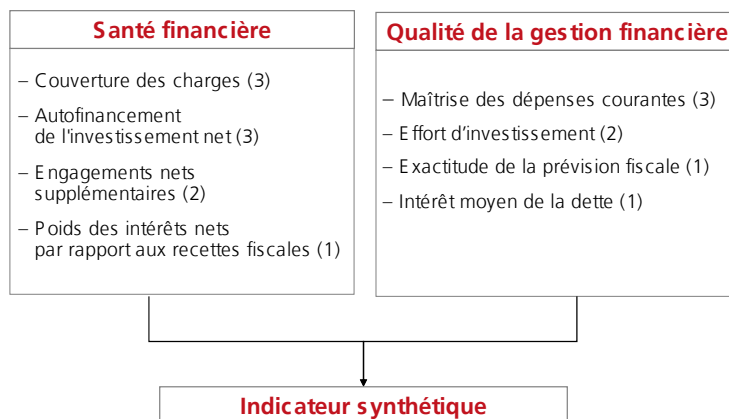 Santé financière
– Couverture des charges (3)
– Autofinancement
de l'investissement net (3)
– Engagements nets
supplémentaires (2)
– Poids des intérêts nets
par rapport aux recettes fiscales (1)
Qualité de la gestion financière
– Maîtrise des dépenses courantes (3)
– Effort d’investissement (2)
– Exactitude de la prévision fiscale (1)
– Intérêt moyen de la dette (1)
Indicateur synthétique